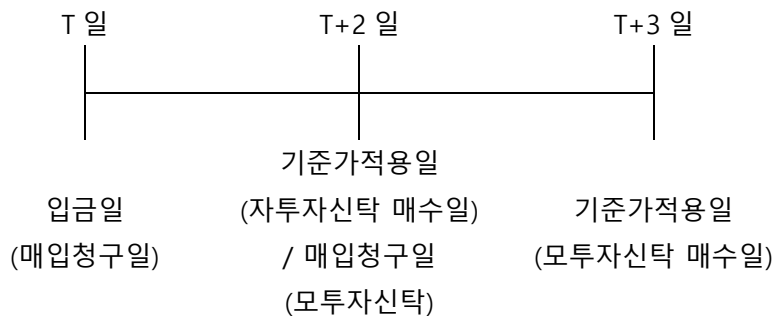 T 일
T+2 일
T+3 일
입금일
(매입청구일)
기준가적용일
(자투자신탁 매수일)
/ 매입청구일
(모투자신탁)
기준가적용일
(모투자신탁 매수일)